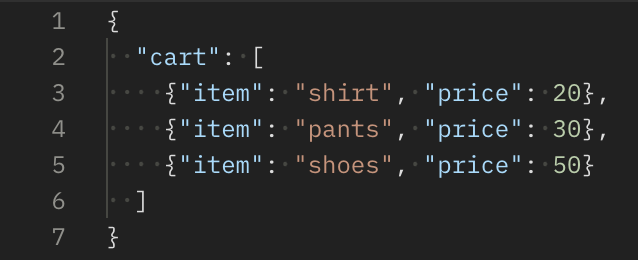 1 {
2   "cart": [
3     {"item": "shirt", "price": 20},
4     {"item": "pants", "price": 30},
5     {"item": "shoes", "price": 50}
6   ]
7 }